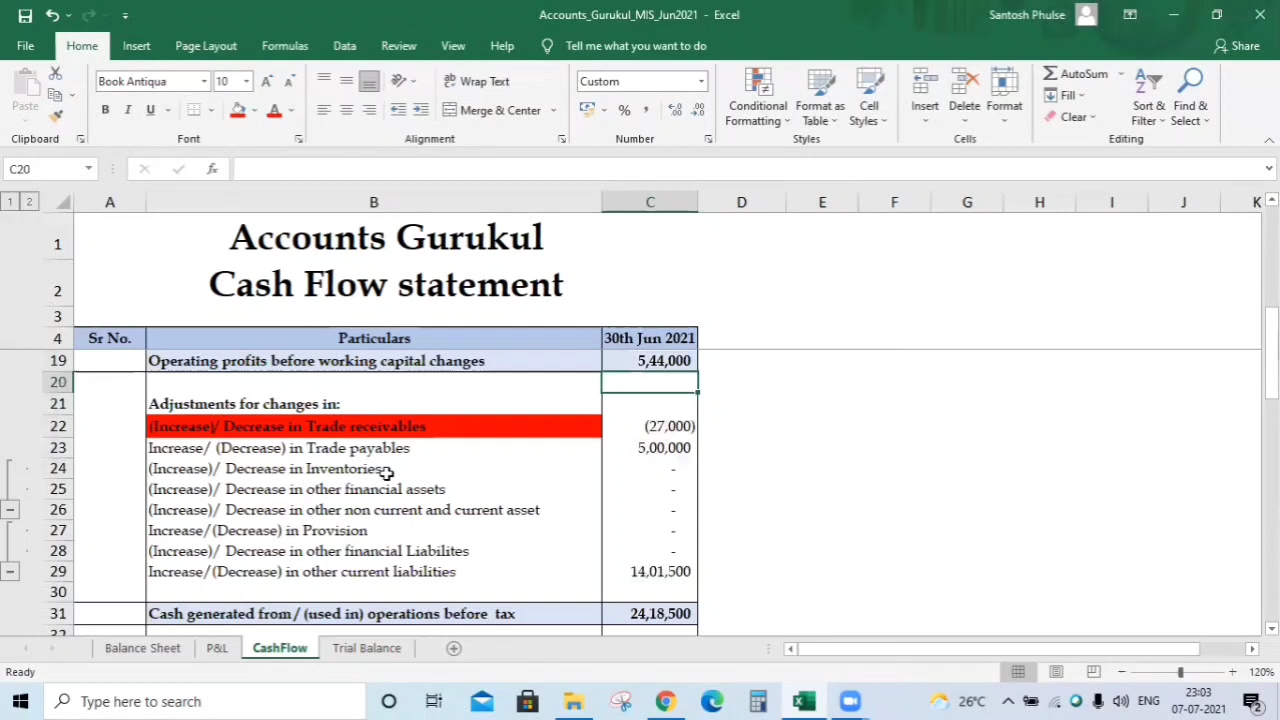 Accounts_Gurukul_MIS_Jun2021 - Excel
Santosh Phulse
File Home Insert Page Layout Formulas Data Review View Help Tell me what you want to do Share
Paste
Book Antiqua 10
Wrap Text
Custom
B I U
Merge & Center
Conditional Formatting
Format as Table
Cell Styles
Insert Delete Format
AutoSum
Fill
Clear
Sort & Filter
Find & Select
Clipboard Font Alignment Number Styles Cells Editing
C20 fx
1 2 A B C D E F G H I J K
1 Accounts Gurukul
2 Cash Flow statement
3
4 Sr No. Particulars 30th Jun 2021
19 Operating profits before working capital changes 5,44,000
20
21 Adjustments for changes in:
22 (Increase)/ Decrease in Trade receivables (27,000)
23 Increase/ (Decrease) in Trade payables 5,00,000
24 (Increase)/ Decrease in Inventories -
25 (Increase)/ Decrease in other financial assets -
26 (Increase)/ Decrease in other non current and current asset -
27 Increase/(Decrease) in Provision -
28 (Increase)/ Decrease in other financial Liabilites -
29 Increase/(Decrease) in other current liabilities 14,01,500
30
31 Cash generated from/ (used in) operations before tax 24,18,500
32
Balance Sheet P&L CashFlow Trial Balance
Ready 120%
Type here to search
26°C
ENG
23:03
07-07-2021
2